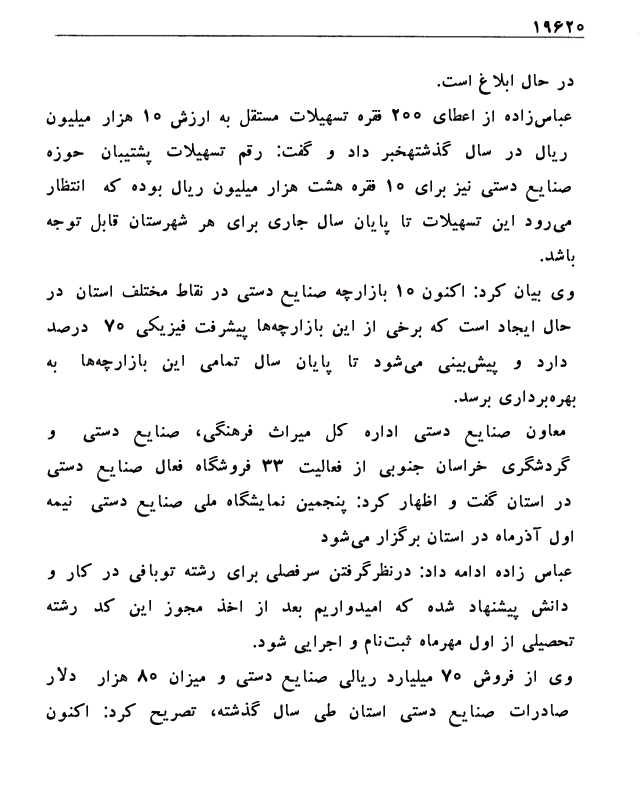 ۱۹۶۲۰
در حال ابلاغ است.
عباس‌زاده از اعطای ۲۰۰ فقره تسهیلات مستقل به ارزش ۱۰ هزار میلیون
ریال در سال گذشتهخبر داد و گفت: رقم تسهیلات پشتیبان حوزه
صنایع دستی نیز برای ۱۰ فقره هشت هزار میلیون ریال بوده که انتظار
می‌رود این تسهیلات تا پایان سال جاری برای هر شهرستان قابل توجه
باشد.
وی بیان کرد: اکنون ۱۰ بازارچه صنایع دستی در نقاط مختلف استان در
حال ایجاد است که برخی از این بازارچه‌ها پیشرفت فیزیکی ۷۰ درصد
دارد و پیش‌بینی می‌شود تا پایان سال تمامی این بازارچه‌ها به
بهره‌برداری برسد.
معاون صنایع دستی اداره کل میراث فرهنگی، صنایع دستی و
گردشگری خراسان جنوبی از فعالیت ۳۳ فروشگاه فعال صنایع دستی
در استان گفت و اظهار کرد: پنجمین نمایشگاه ملی صنایع دستی نیمه
اول آذرماه در استان برگزار می‌شود
عباس زاده ادامه داد: درنظرگرفتن سرفصلی برای رشته توبافی در کار و
دانش پیشنهاد شده که امیدواریم بعد از اخذ مجوز این کد رشته
تحصیلی از اول مهرماه ثبت‌نام و اجرایی شود.
وی از فروش ۷۰ میلیارد ریالی صنایع دستی و میزان ۸۰ هزار دلار
صادرات صنایع دستی استان طی سال گذشته، تصریح کرد: اکنون